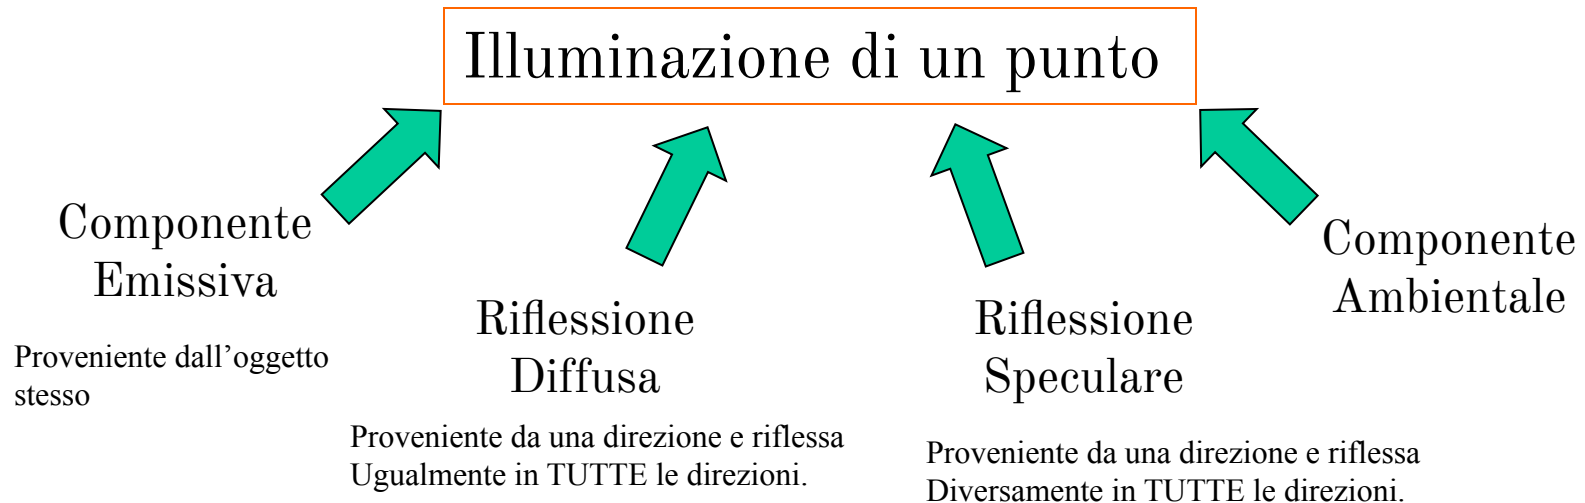 Illuminazione di un punto
Componente
Emissiva
Proveniente dall’oggetto
stesso
Riflessione
Diffusa
Proveniente da una direzione e riflessa
Ugualmente in TUTTE le direzioni.
Riflessione
Speculare
Proveniente da una direzione e riflessa
Diversamente in TUTTE le direzioni.
Componente
Ambientale